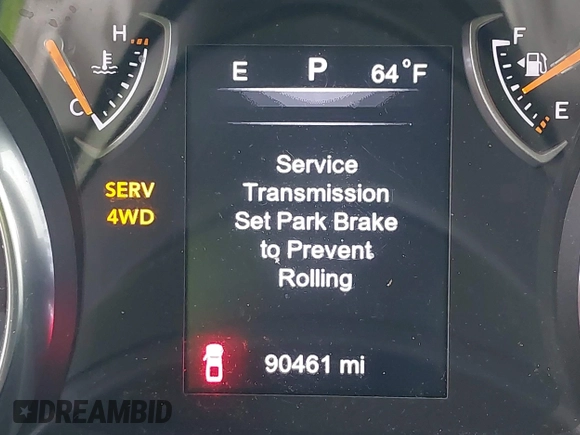 H
C
F
E
E P 64°F
SERV
4WD
Service
Transmission
Set Park Brake
to Prevent
Rolling
90461 mi
DREAMBID